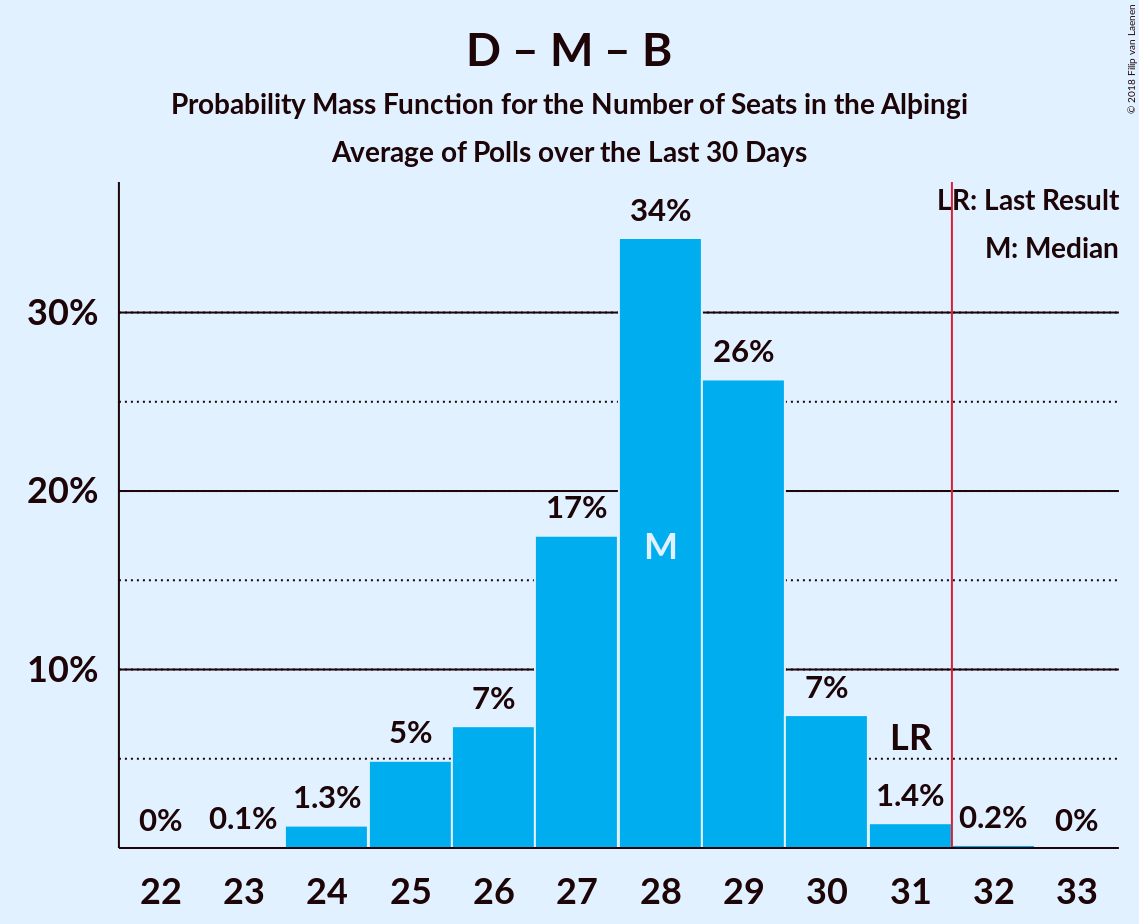 D – M – B
Probability Mass Function for the Number of Seats in the Alþingi
Average of Polls over the Last 30 Days
© 2018 Filip van Laenen
LR: Last Result
M: Median
34%
30%
26%
20%
17%
M
10%
7%
7%
5%
LR
1.3%
1.4%
0%
0.1%
0.2%
0%
22 23 24 25 26 27 28 29 30 31 32 33